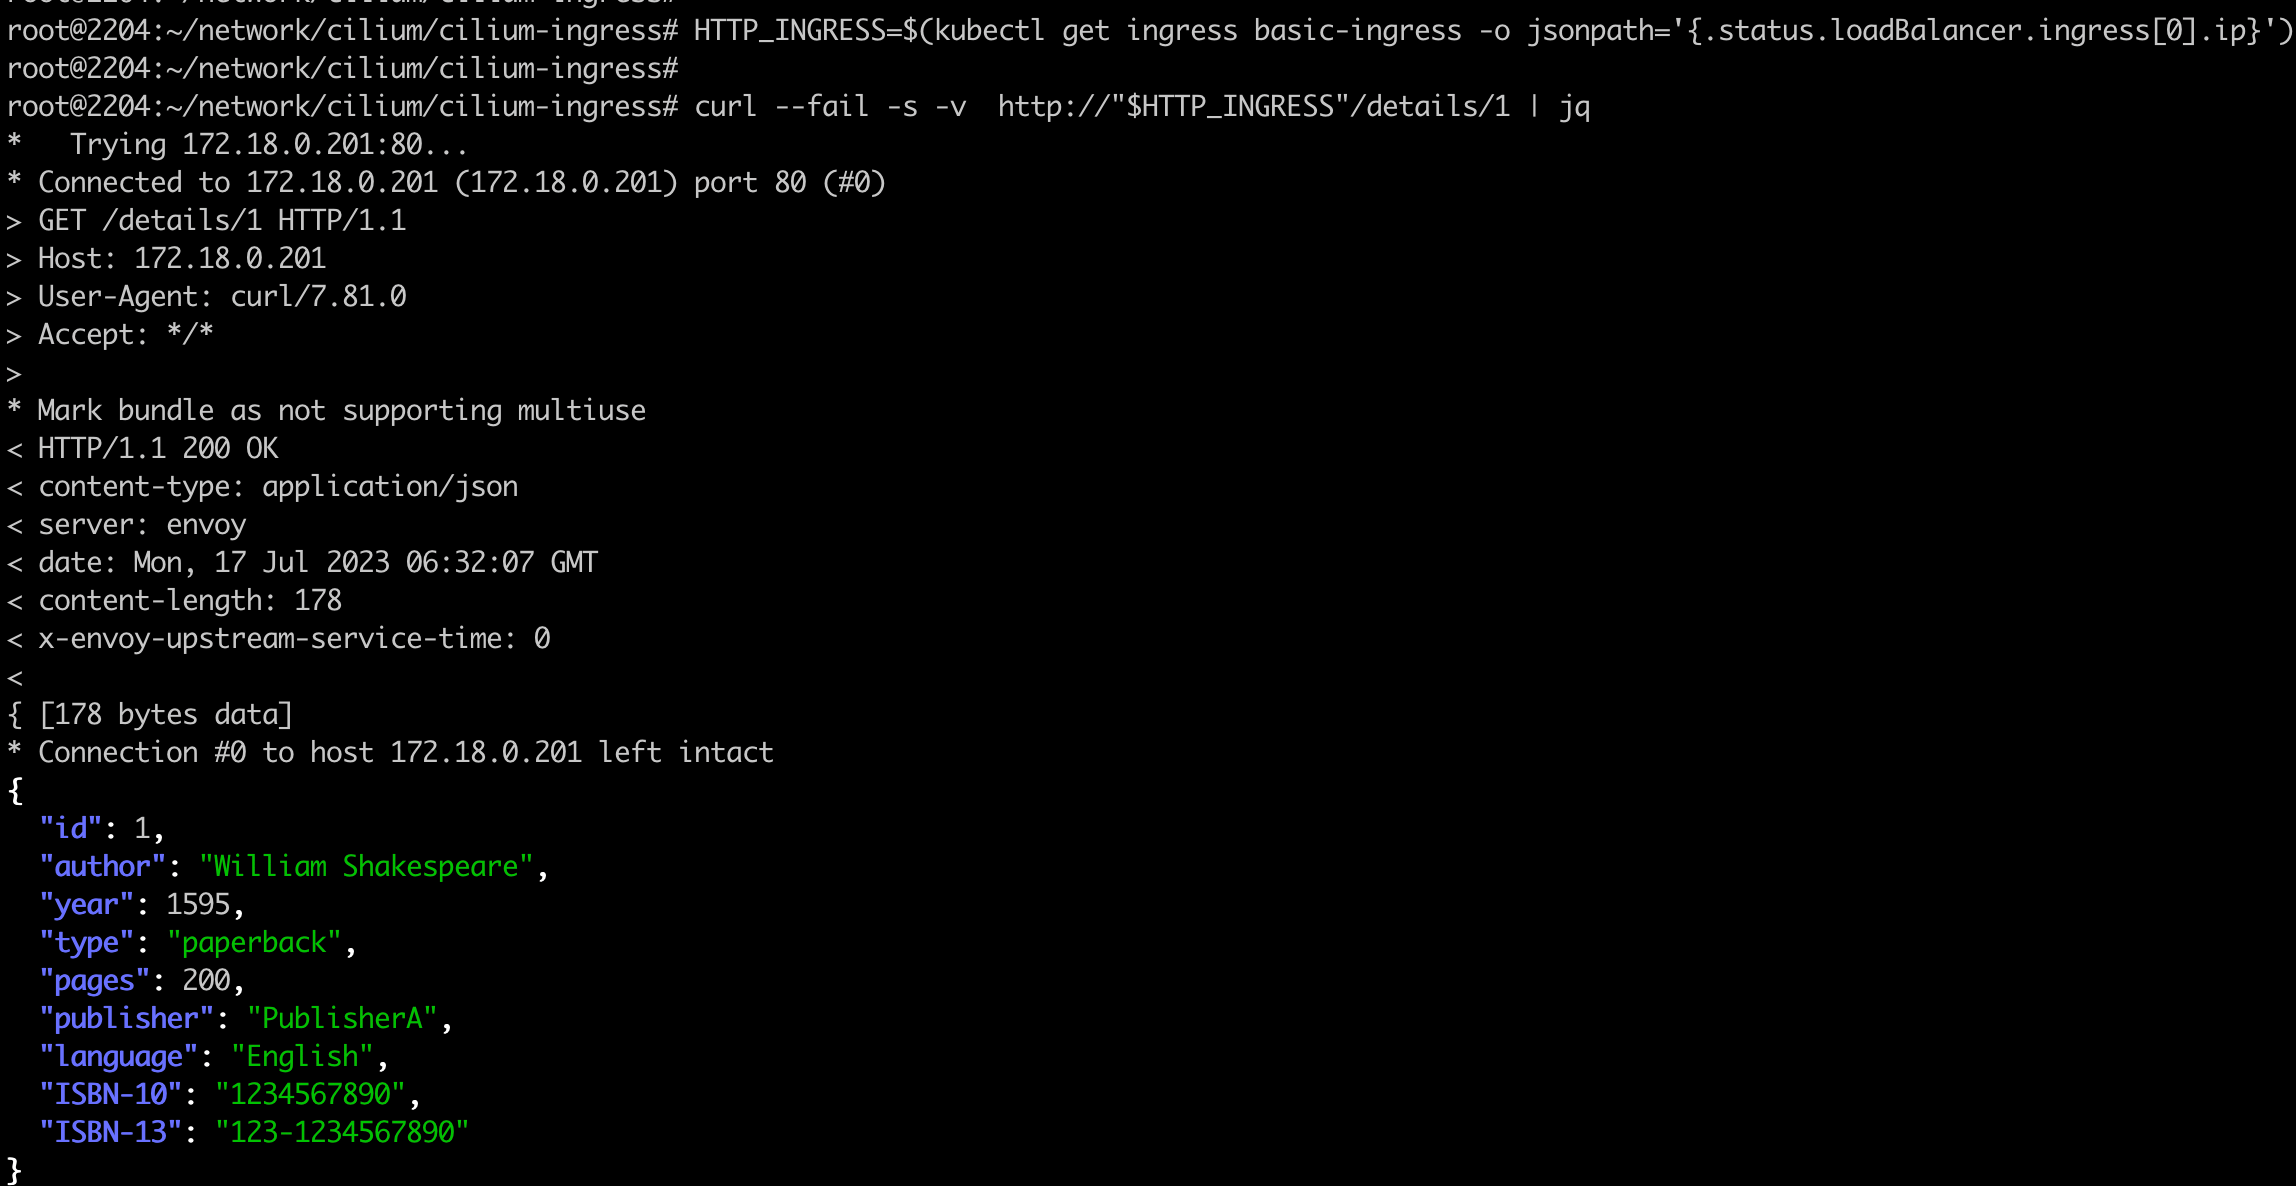 root@2204:~/network/cilium/cilium-ingress#
root@2204:~/network/cilium/cilium-ingress# HTTP_INGRESS=$(kubectl get ingress basic-ingress -o jsonpath='{.status.loadBalancer.ingress[0].ip}')
root@2204:~/network/cilium/cilium-ingress#
root@2204:~/network/cilium/cilium-ingress# curl --fail -s -v  http://"$HTTP_INGRESS"/details/1 | jq
*   Trying 172.18.0.201:80...
* Connected to 172.18.0.201 (172.18.0.201) port 80 (#0)
> GET /details/1 HTTP/1.1
> Host: 172.18.0.201
> User-Agent: curl/7.81.0
> Accept: */*
>
* Mark bundle as not supporting multiuse
< HTTP/1.1 200 OK
< content-type: application/json
< server: envoy
< date: Mon, 17 Jul 2023 06:32:07 GMT
< content-length: 178
< x-envoy-upstream-service-time: 0
<
{ [178 bytes data]
* Connection #0 to host 172.18.0.201 left intact
{
  "id": 1,
  "author": "William Shakespeare",
  "year": 1595,
  "type": "paperback",
  "pages": 200,
  "publisher": "PublisherA",
  "language": "English",
  "ISBN-10": "1234567890",
  "ISBN-13": "123-1234567890"
}